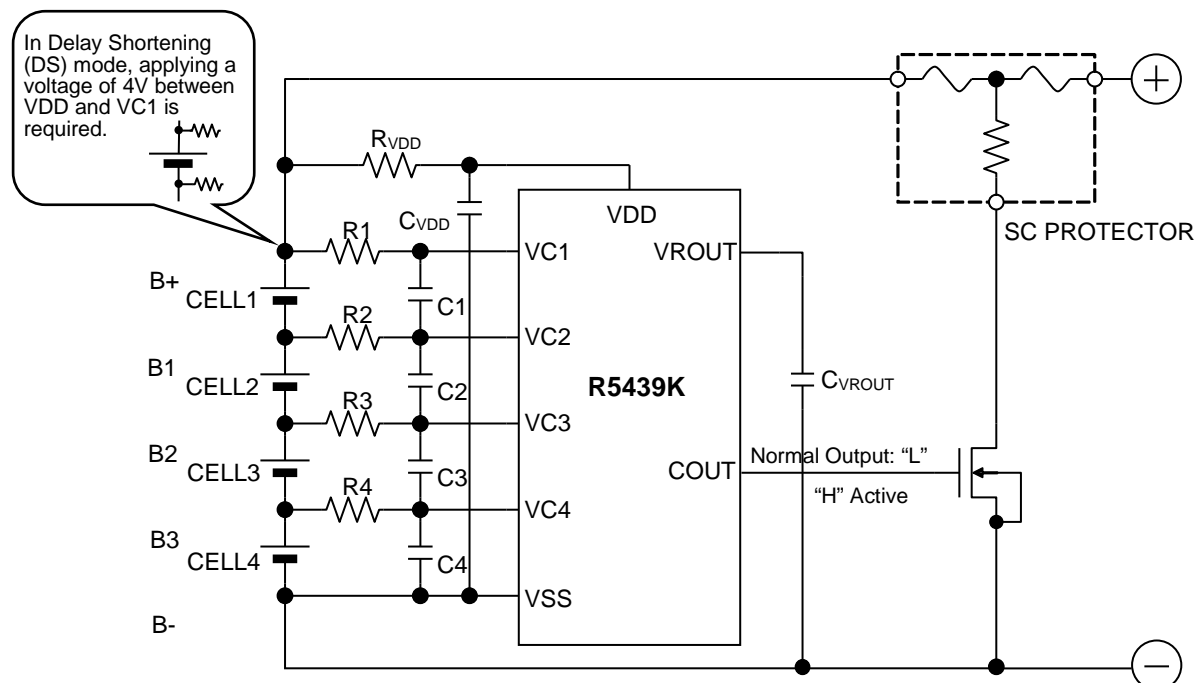 In Delay Shortening
(DS) mode, applying a
voltage of 4V between
VDD and VC1 is
required.
+
RVDD
CVDD
VDD
SC PROTECTOR
R1
VC1
VROUT
B+
CELL1
C1
R2
VC2
B1
CELL2
C2
R5439K
CVROUT
R3
VC3
B2
CELL3
C3
COUT
Normal Output: “L”
“H” Active
R4
VC4
B3
CELL4
C4
VSS
B-
−